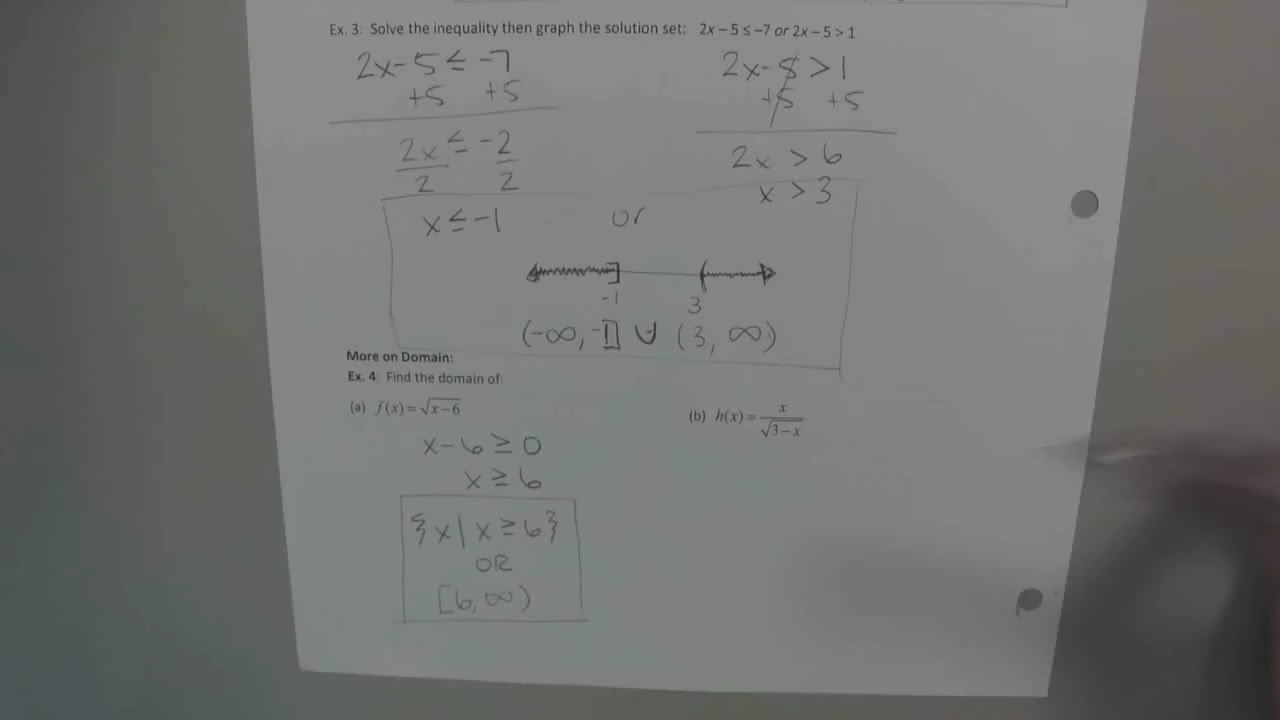 Ex. 3: Solve the inequality then graph the solution set: 2x – 5 ≤ –7 or 2x – 5 > 1
2x - 5 ≤ -7
+5 +5
2x ≤ -2
2 2
x ≤ -1
or
2x - 5 > 1
+5 +5
2x > 6
x > 3
-1 3
(-∞, -1] ∪ (3, ∞)
More on Domain:
Ex. 4: Find the domain of:
(a) f(x) = √x–6
x - 6 ≥ 0
x ≥ 6
{x | x ≥ 6}
OR
[6, ∞)
(b) h(x) = x/√3–x